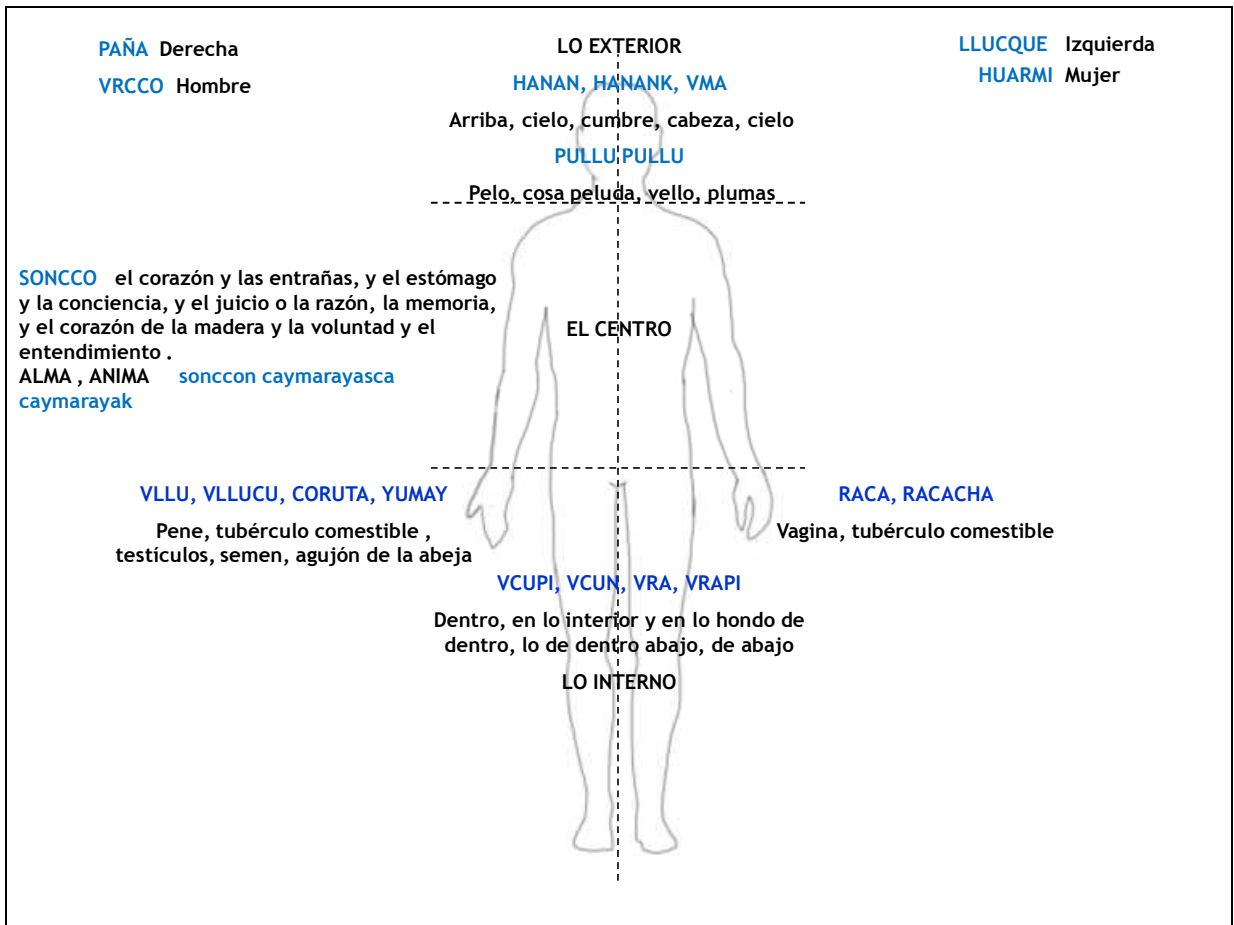 PAÑA Derecha
VRCCO Hombre
LO EXTERIOR
HANAN, HANANK, VMA
Arriba, cielo, cumbre, cabeza, cielo
PULLU PULLU
Pelo, cosa peluda, vello, plumas
LLUCQUE Izquierda
HUARMI Mujer
SONCCO el corazón y las entrañas, y el estómago
y la conciencia, y el juicio o la razón, la memoria,
y el corazón de la madera y la voluntad y el
entendimiento .
ALMA , ANIMA sonccon caymarayasca
caymarayak
EL CENTRO
VLLU, VLLUCU, CORUTA, YUMAY
Pene, tubérculo comestible ,
testículos, semen, agujón de la abeja
RACA, RACACHA
Vagina, tubérculo comestible
VCUPI, VCUN, VRA, VRAPI
Dentro, en lo interior y en lo hondo de
dentro, lo de dentro abajo, de abajo
LO INTERNO